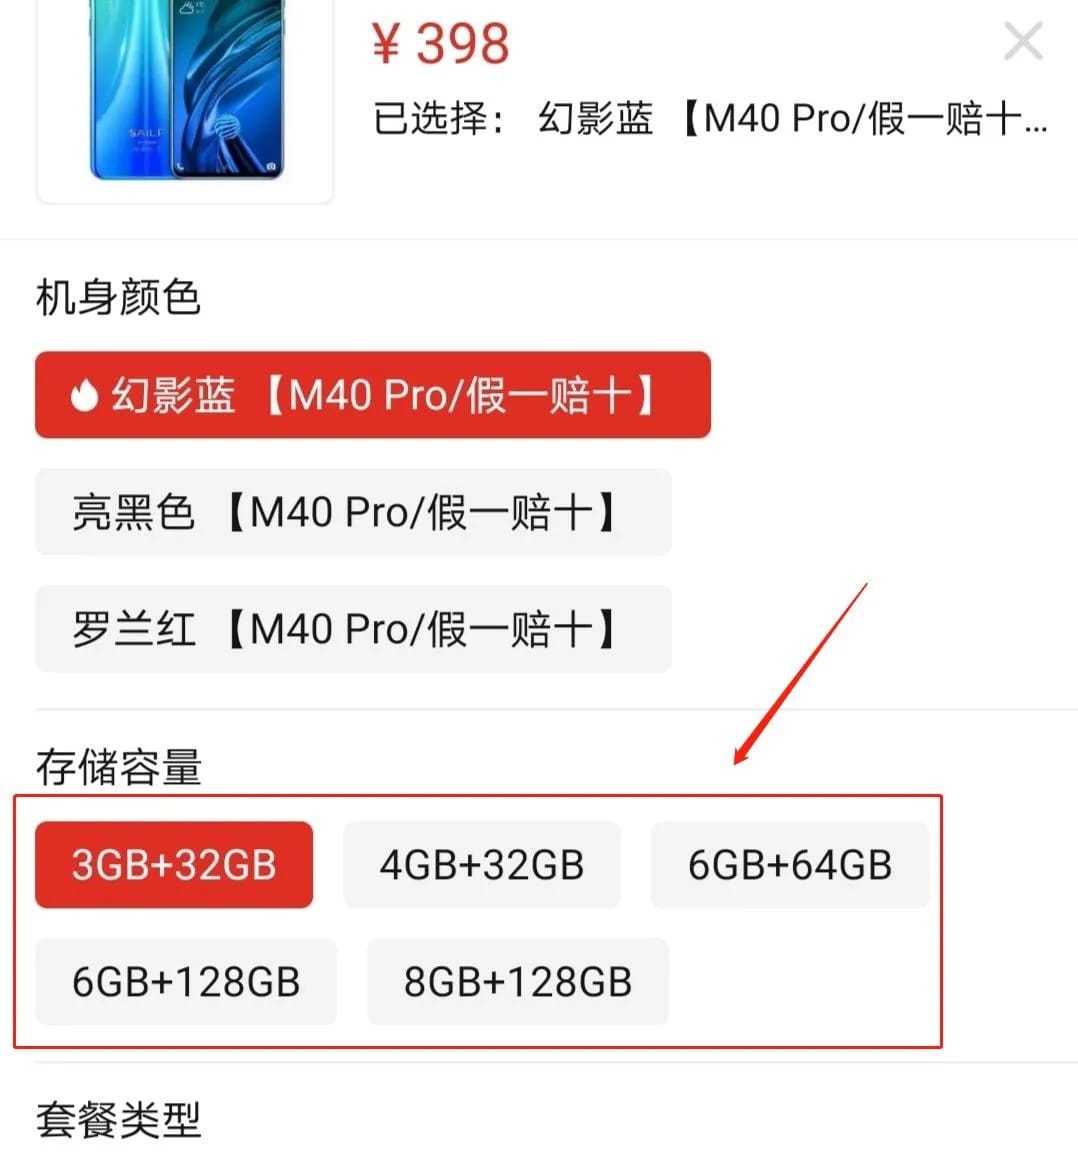 ¥ 398
已选择： 幻影蓝 【M40 Pro/假一赔十...
机身颜色
幻影蓝 【M40 Pro/假一赔十】
亮黑色 【M40 Pro/假一赔十】
罗兰红 【M40 Pro/假一赔十】
存储容量
3GB+32GB 4GB+32GB 6GB+64GB
6GB+128GB 8GB+128GB
套餐类型